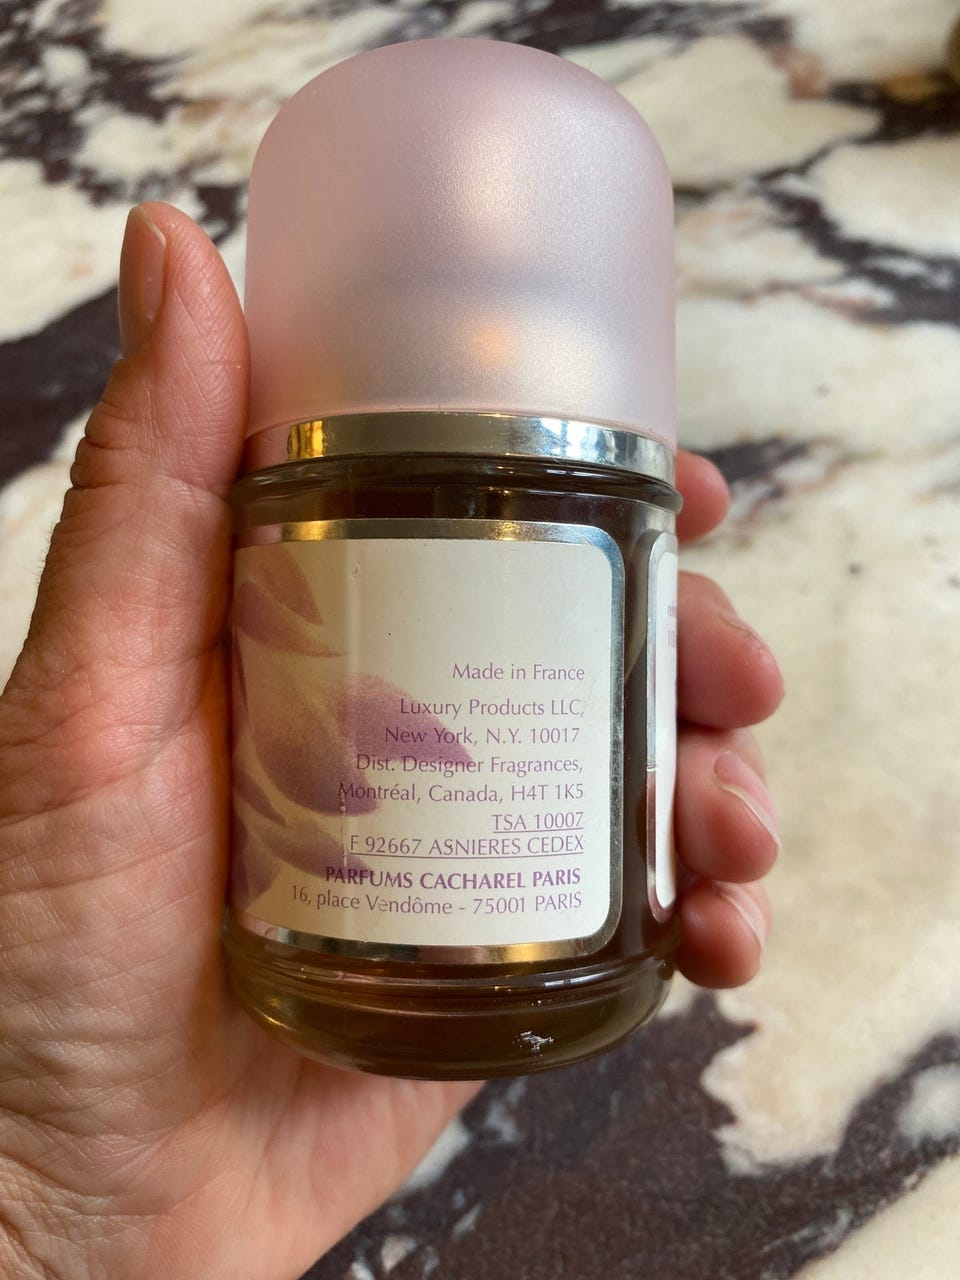 Made in France
Luxury Products LLC,
New York, N.Y. 10017
Dist. Designer Fragrances,
Montréal, Canada, H4T 1K5
TSA 10007
F 92667 ASNIERES CEDEX
PARFUMS CACHAREL PARIS
16, place Vendôme - 75001 PARIS